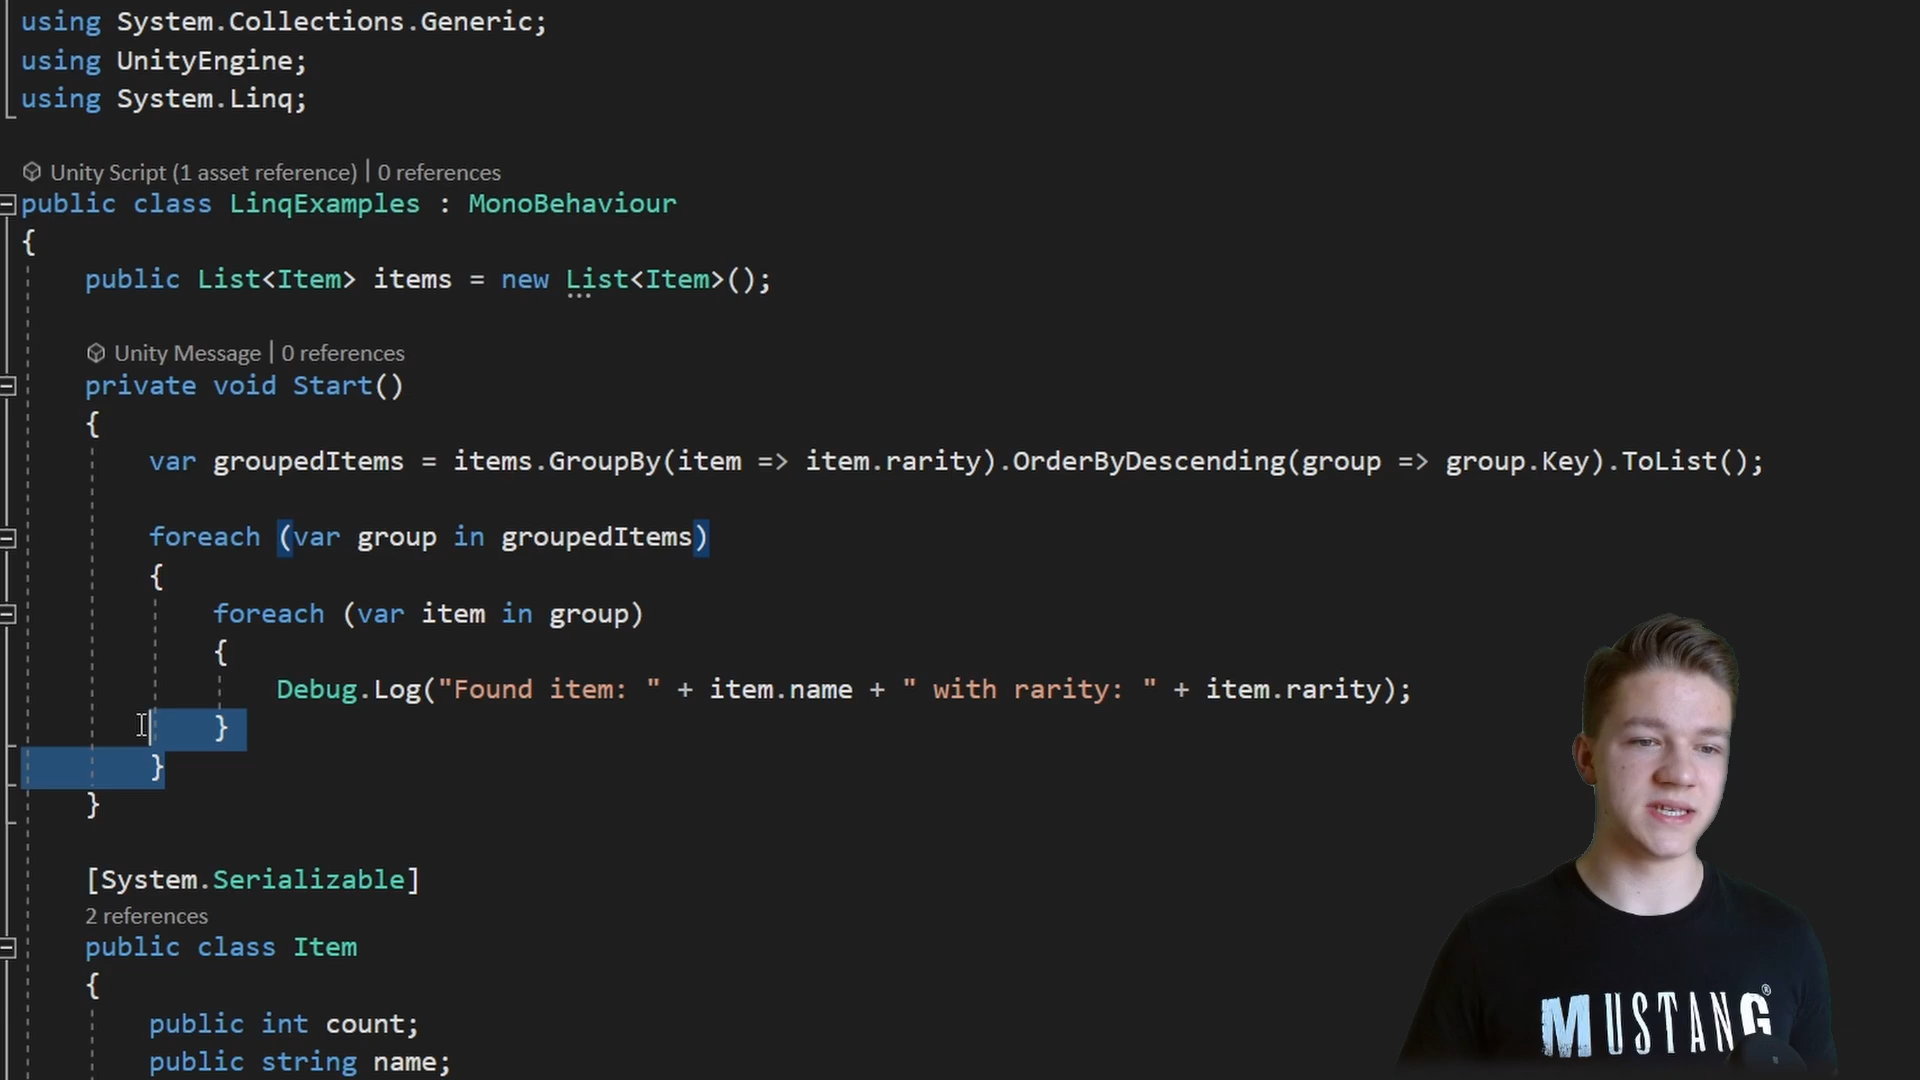 using System.Collections.Generic;
using UnityEngine;
using System.Linq;
Unity Script (1 asset reference) | 0 references
public class LinqExamples : MonoBehaviour
{
public List<Item> items = new List<Item>();
Unity Message | 0 references
private void Start()
{
var groupedItems = items.GroupBy(item => item.rarity).OrderByDescending(group => group.Key).ToList();
foreach (var group in groupedItems)
{
foreach (var item in group)
{
Debug.Log("Found item: " + item.name + " with rarity: " + item.rarity);
}
}
}
[System.Serializable]
2 references
public class Item
{
public int count;
public string name;
MUSTANG®